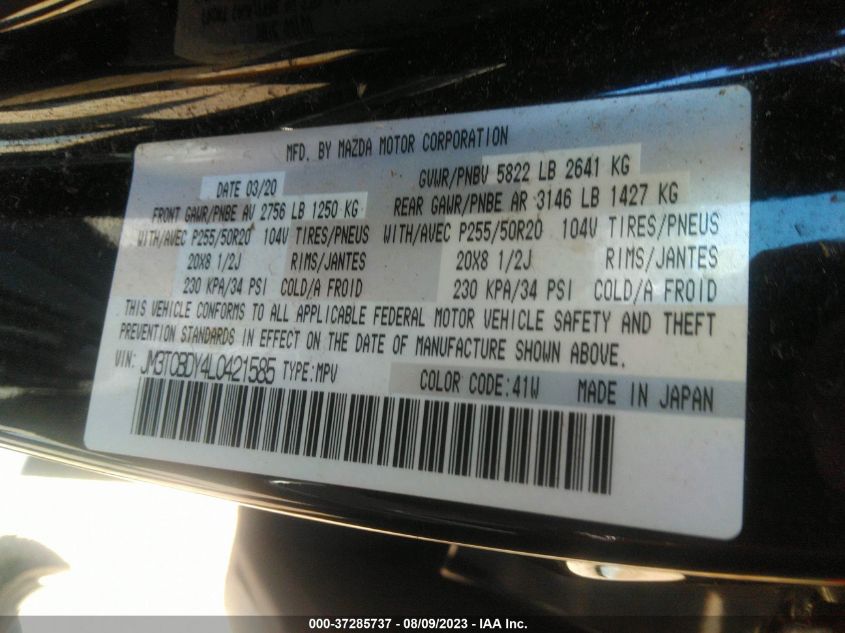 MFD. BY MAZDA MOTOR CORPORATION
DATE 03/20 GVWR/PNBV 5822 LB 2641 KG
FRONT GAWR/PNBE AV 2756 LB 1250 KG REAR GAWR/PNBE AR 3146 LB 1427 KG
WITH/AVEC P255/50R20 104V TIRES/PNEUS WITH/AVEC P255/50R20 104V TIRES/PNEUS
20X8 1/2J RIMS/JANTES 20X8 1/2J RIMS/JANTES
230 KPA/34 PSI COLD/A FROID 230 KPA/34 PSI COLD/A FROID
THIS VEHICLE CONFORMS TO ALL APPLICABLE FEDERAL MOTOR VEHICLE SAFETY AND THEFT
PREVENTION STANDARDS IN EFFECT ON THE DATE OF MANUFACTURE SHOWN ABOVE.
VIN: JM3TCBDY4L0421585 TYPE:MPV COLOR CODE:41W MADE IN JAPAN
000-37285737 - 08/09/2023 - IAA Inc.